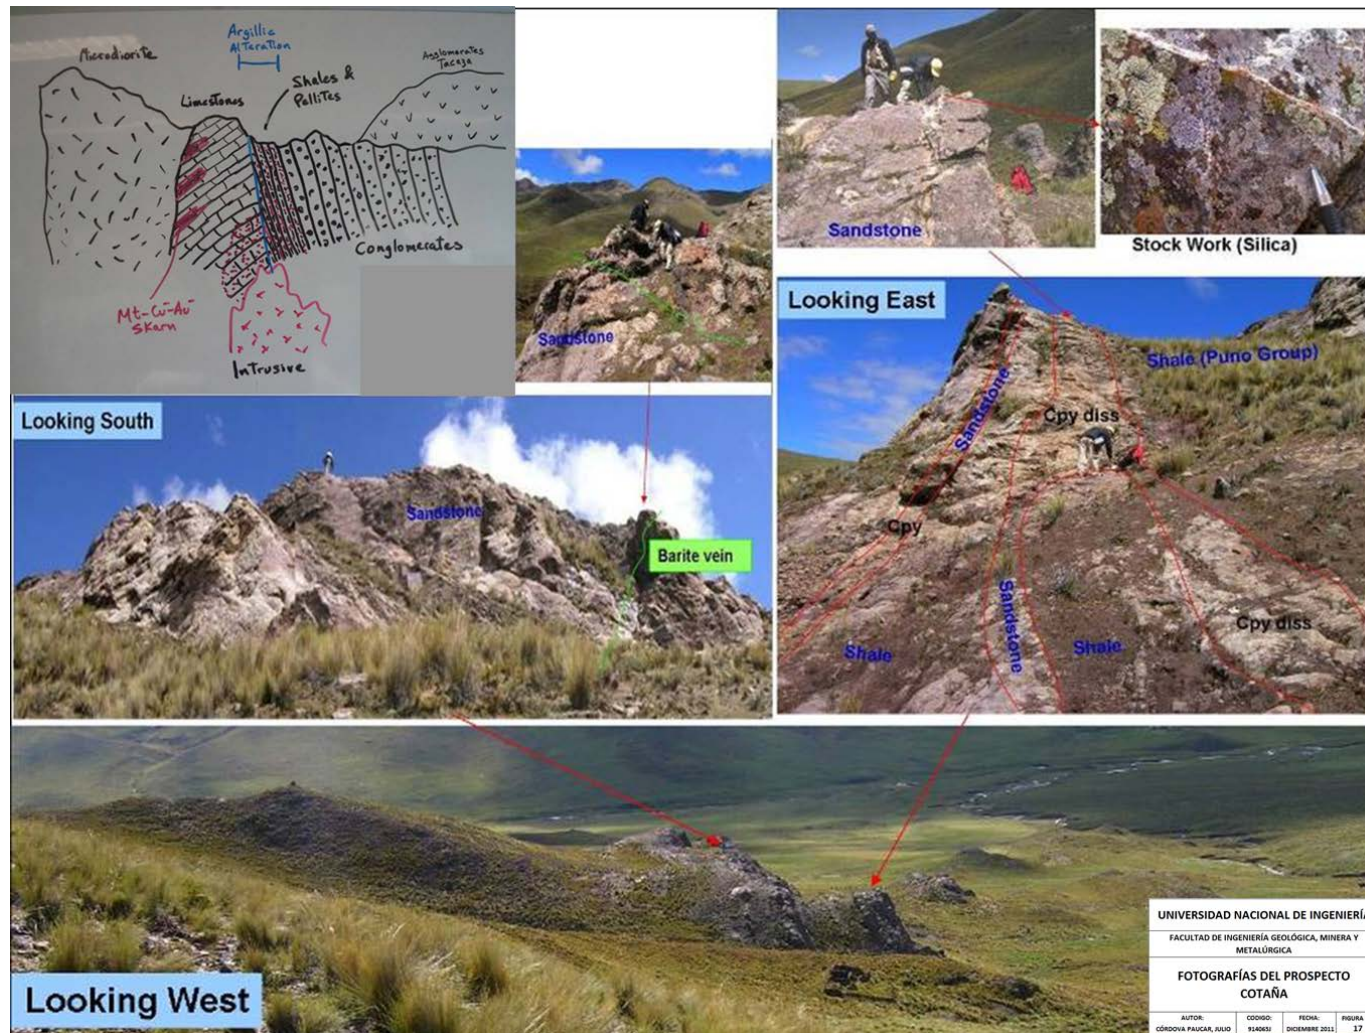 Microdiorite
Argillic
Alteration
Agglomerates
Tacaza
Limestones
Shales &
Pellites
Conglomerates
Mt-Cu-Au
Skarn
Intrusive
Sandstone
Sandstone
Stock Work (Silica)
Looking South
Sandstone
Barite vein
Looking East
Shale (Puno Group)
Sandstone
Cpy diss
Cpy
Sandstone
Shale
Shale
Cpy diss
Looking West
UNIVERSIDAD NACIONAL DE INGENIERÍA
FACULTAD DE INGENIERÍA GEOLÓGICA, MINERA Y
METALÚRGICA
FOTOGRAFÍAS DEL PROSPECTO
COTAÑA
AUTOR: CODIGO: FECHA: FIGURA
CÓRDOVA PAUCAR, JULIO 914065J DICIEMBRE 2011 17